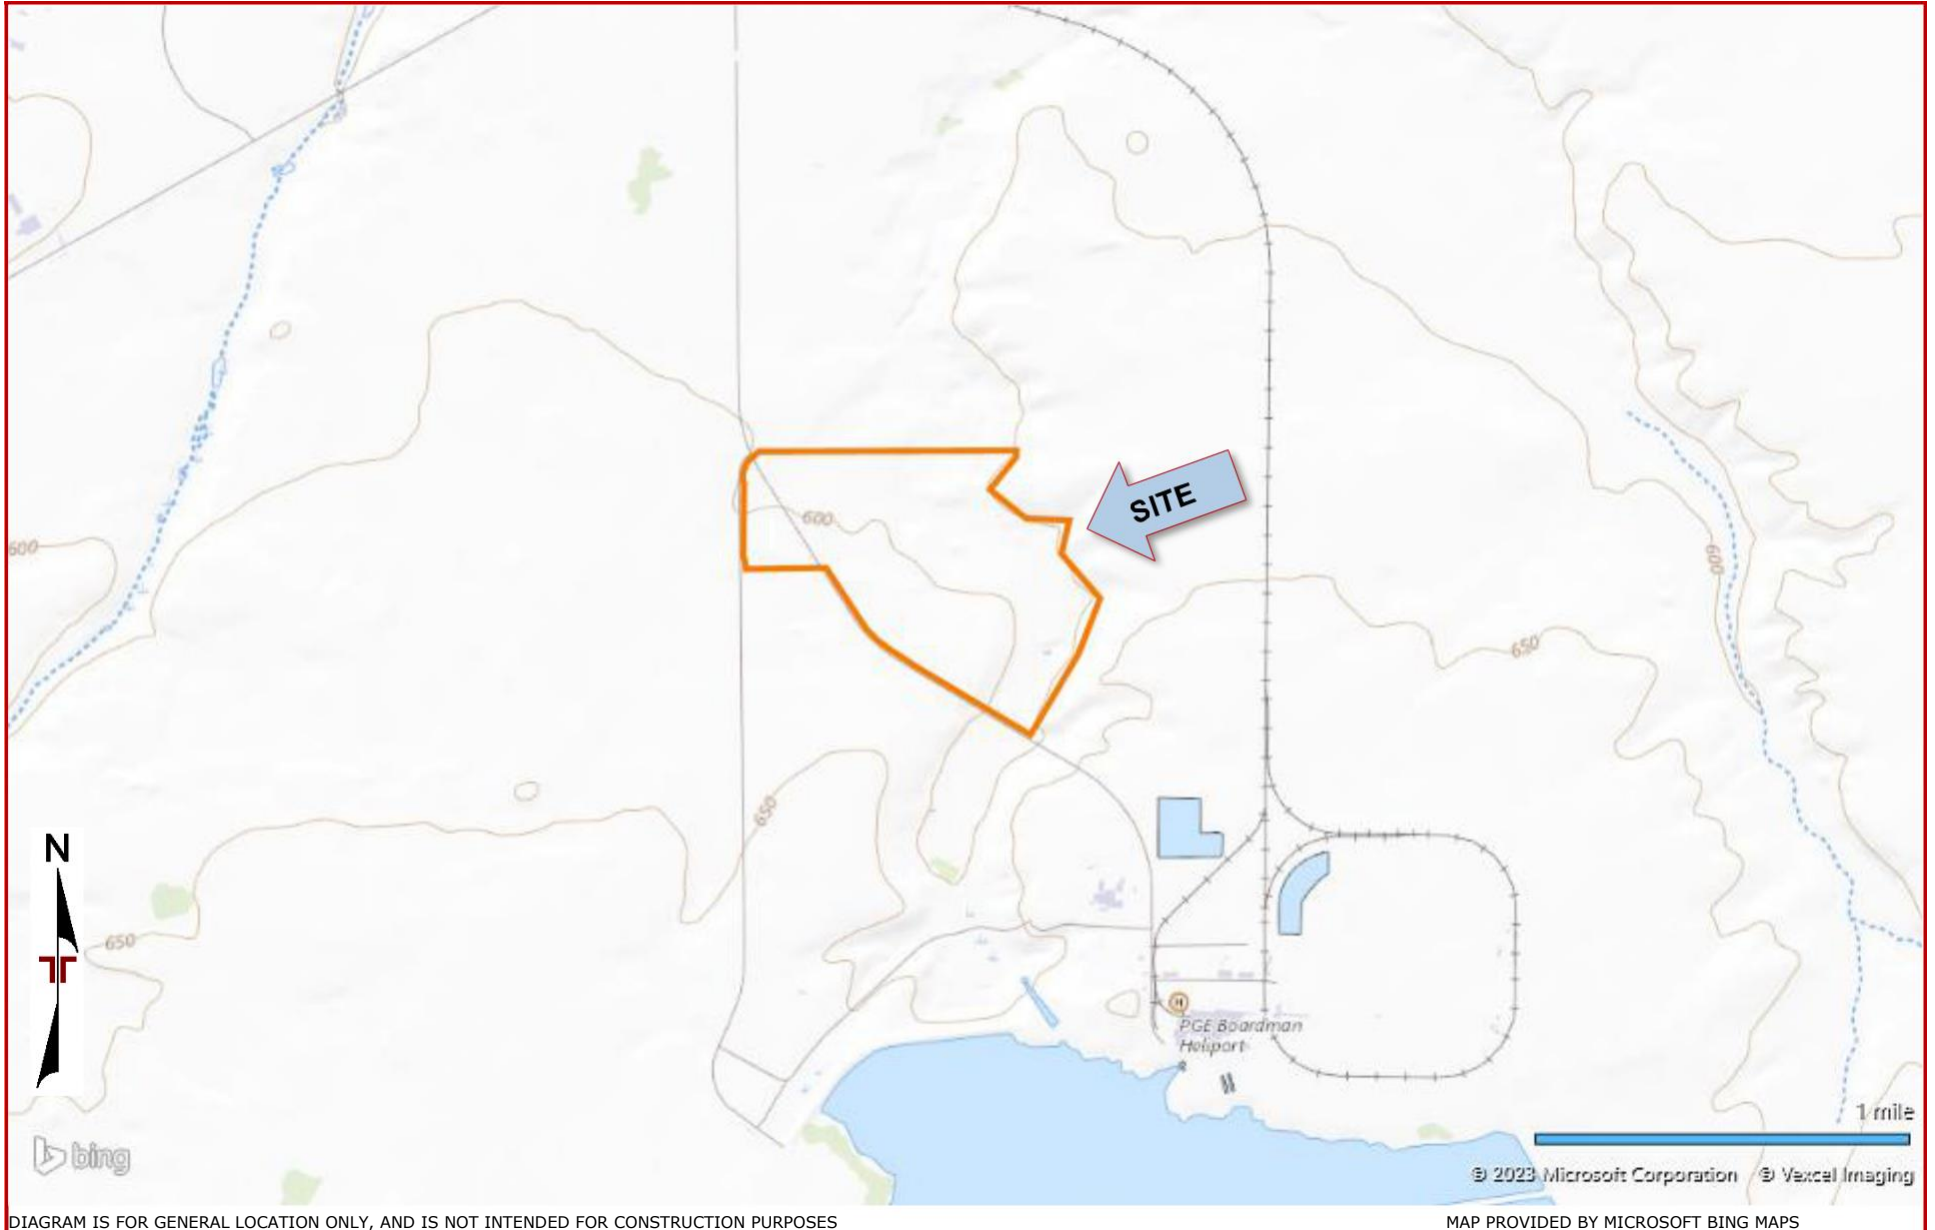 SITE
600
600
600
650
650
N
650
PGE Boardman
Heliport
H
1 mile
bing
© 2023 Microsoft Corporation © Vexcel Imaging
DIAGRAM IS FOR GENERAL LOCATION ONLY, AND IS NOT INTENDED FOR CONSTRUCTION PURPOSES
MAP PROVIDED BY MICROSOFT BING MAPS